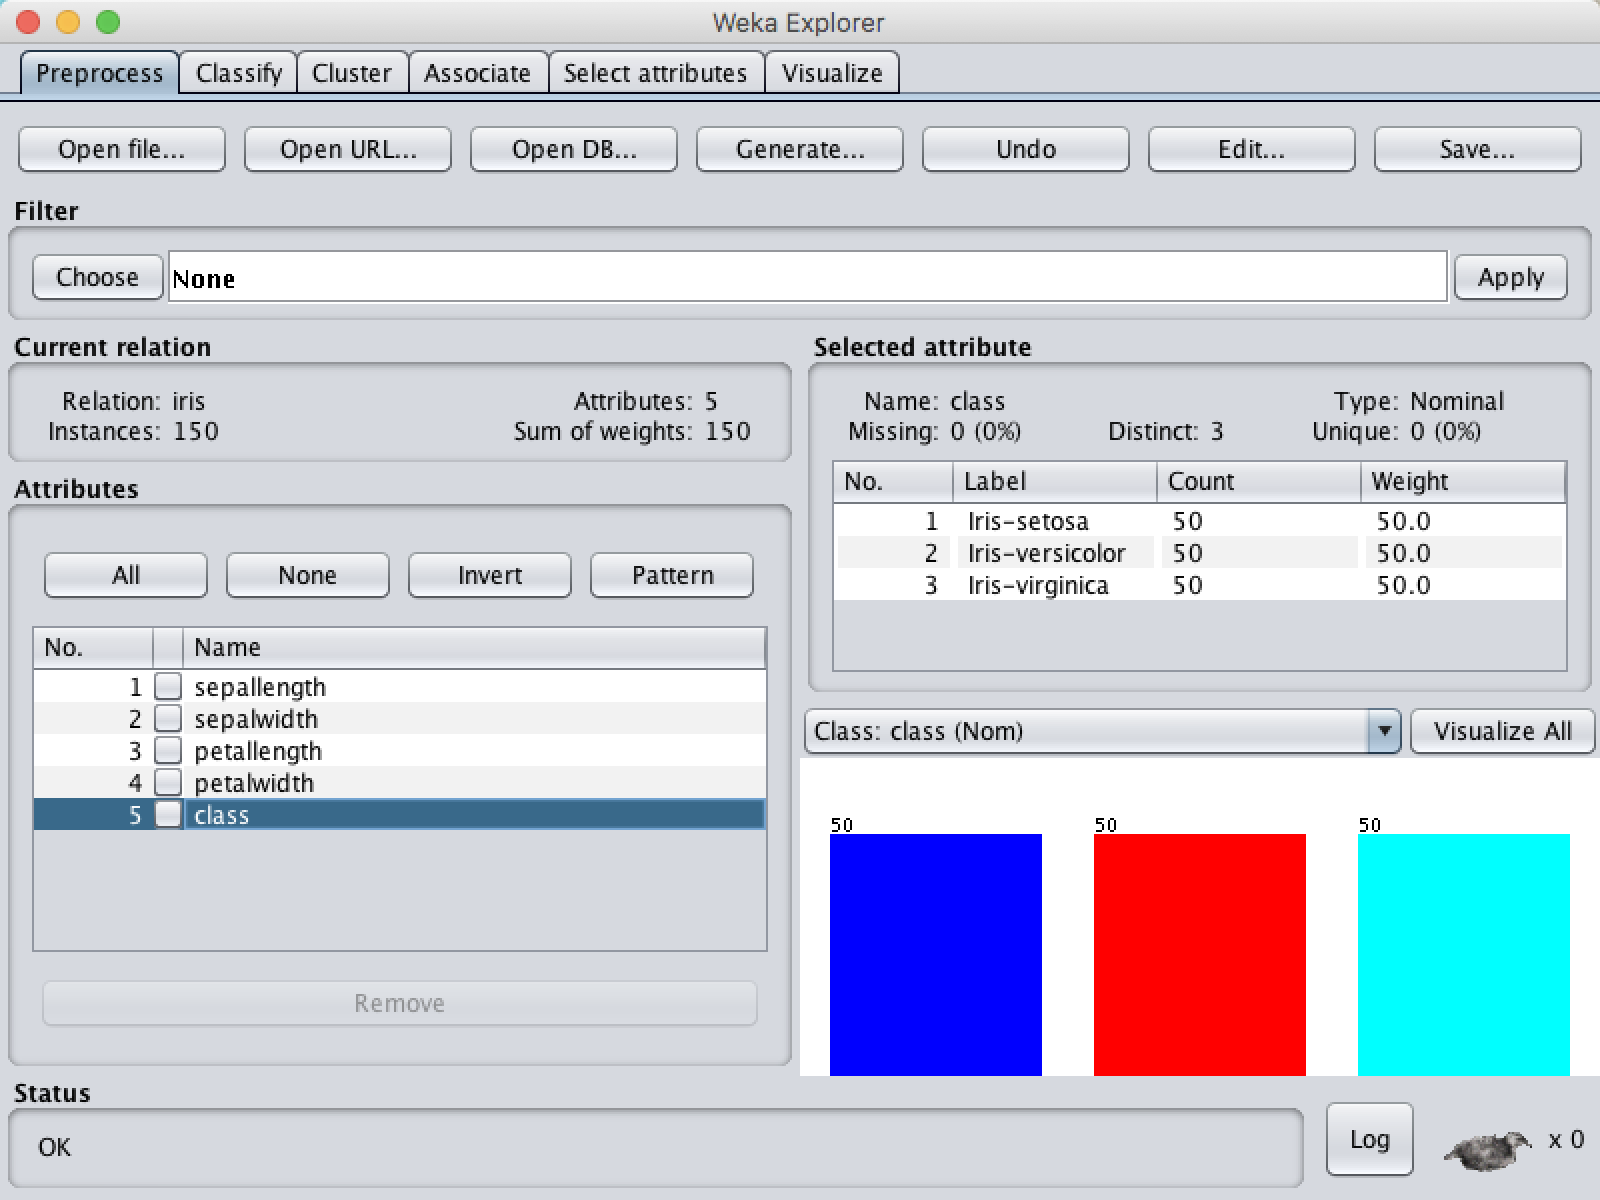 Weka Explorer
Preprocess Classify Cluster Associate Select attributes Visualize
Open file... Open URL... Open DB... Generate... Undo Edit... Save...
Filter
Choose None Apply
Current relation
Relation: iris Attributes: 5
Instances: 150 Sum of weights: 150
Attributes
All None Invert Pattern
No. Name
1 sepallength
2 sepalwidth
3 petallength
4 petalwidth
5 class
Remove
Selected attribute
Name: class Type: Nominal
Missing: 0 (0%) Distinct: 3 Unique: 0 (0%)
No. Label Count Weight
1 Iris-setosa 50 50.0
2 Iris-versicolor 50 50.0
3 Iris-virginica 50 50.0
Class: class (Nom) Visualize All
50 50 50
Status
OK
Log x 0